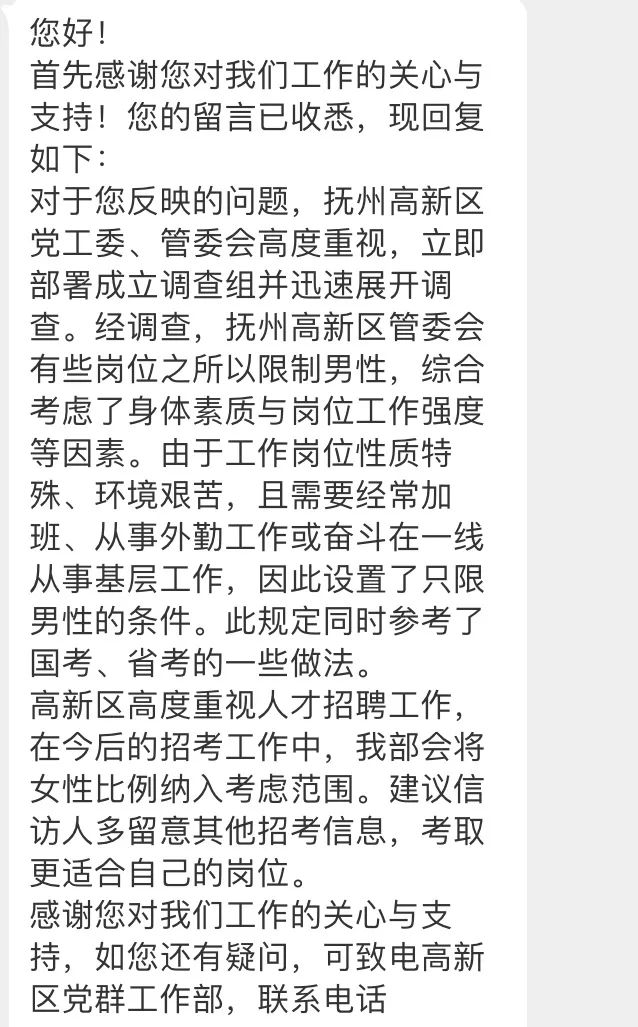 您好！
首先感谢您对我们工作的关心与
支持！您的留言已收悉，现回复
如下：
对于您反映的问题，抚州高新区
党工委、管委会高度重视，立即
部署成立调查组并迅速展开调
查。经调查，抚州高新区管委会
有些岗位之所以限制男性，综合
考虑了身体素质与岗位工作强度
等因素。由于工作岗位性质特
殊、环境艰苦，且需要经常加
班、从事外勤工作或奋斗在一线
从事基层工作，因此设置了只限
男性的条件。此规定同时参考了
国考、省考的一些做法。
高新区高度重视人才招聘工作，
在今后的招考工作中，我部会将
女性比例纳入考虑范围。建议信
访人多留意其他招考信息，考取
更适合自己的岗位。
感谢您对我们工作的关心与支
持，如您还有疑问，可致电高新
区党群工作部，联系电话